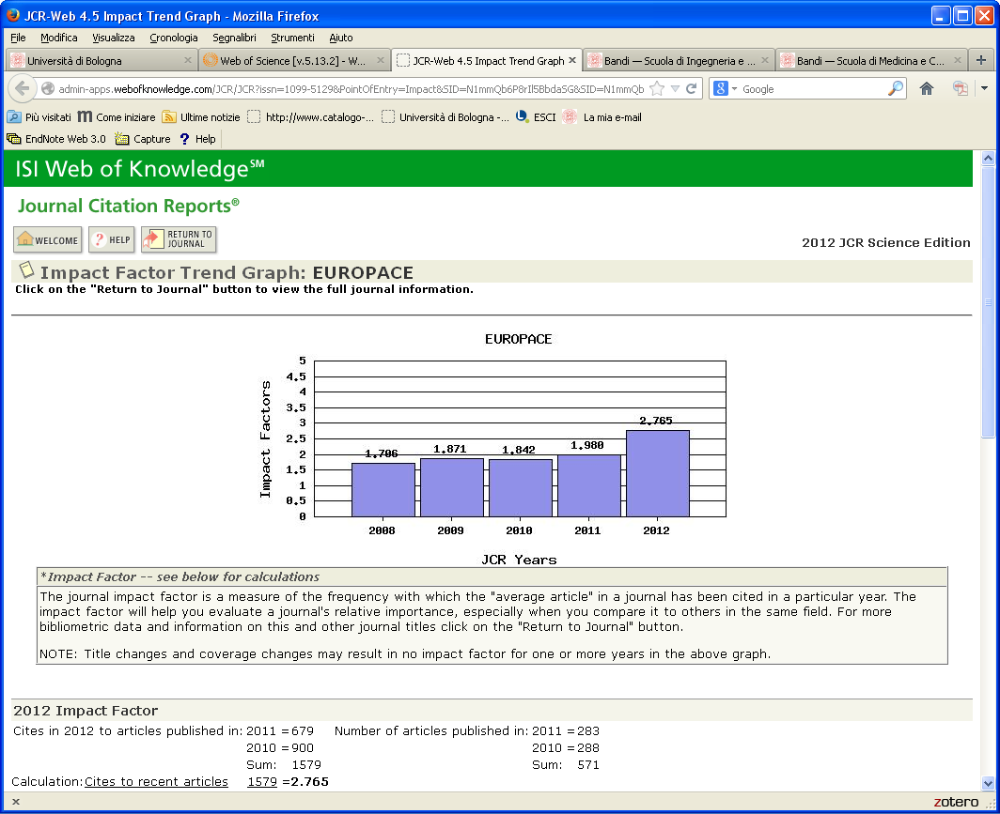 JCR-Web 4.5 Impact Trend Graph - Mozilla Firefox
File Modifica Visualizza Cronologia Segnalibri Strumenti Aiuto
Università di Bologna Web of Science [v.5.13.2] - W... JCR-Web 4.5 Impact Trend Graph Bandi — Scuola di Ingegneria e ... Bandi — Scuola di Medicina e C...
admin-apps.webofknowledge.com/JCR/JCR?issn=1099-5129&PointOfEntry=Impact&SID=N1mmQb6P8rIl5BbdaSG&SID=N1mmQb Google
Più visitati Come iniziare Ultime notizie http://www.catalogo-... Università di Bologna -... ESCI La mia e-mail
EndNote Web 3.0 Capture Help
ISI Web of Knowledge℠
Journal Citation Reports®
WELCOME HELP RETURN TO JOURNAL
2012 JCR Science Edition
Impact Factor Trend Graph: EUROPACE
Click on the "Return to Journal" button to view the full journal information.
EUROPACE
Impact Factors
5
4.5
4
3.5
3
2.5
2
1.5
1
0.5
0
1.706 1.871 1.842 1.980 2.765
2008 2009 2010 2011 2012
JCR Years
*Impact Factor -- see below for calculations
The journal impact factor is a measure of the frequency with which the "average article" in a journal has been cited in a particular year. The
impact factor will help you evaluate a journal's relative importance, especially when you compare it to others in the same field. For more
bibliometric data and information on this and other journal titles click on the "Return to Journal" button.
NOTE: Title changes and coverage changes may result in no impact factor for one or more years in the above graph.
2012 Impact Factor
Cites in 2012 to articles published in: 2011 =679 Number of articles published in: 2011 =283
2010 =900 2010 =288
Sum: 1579 Sum: 571
Calculation:Cites to recent articles 1579 =2.765
x zotero